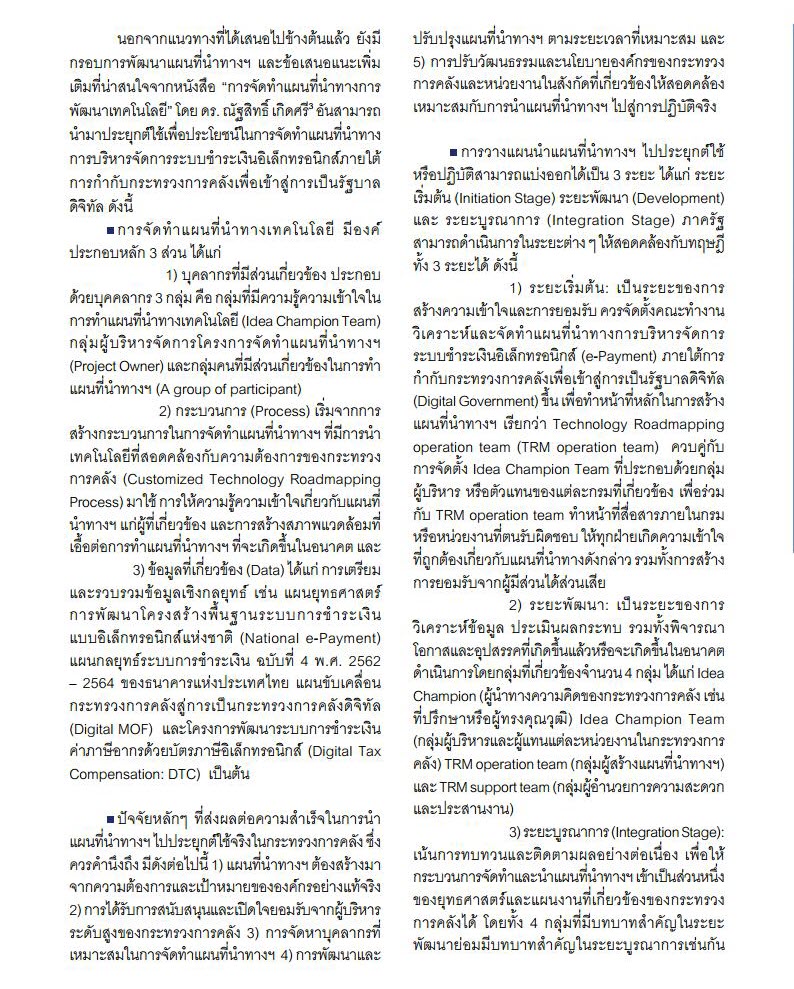 นอกจากแนวทางที่ได้เสนอไปข้างต้นแล้ว ยังมี
กรอบการพัฒนาแผนที่นำทางฯ และข้อเสนอแนะเพิ่ม
เติมที่น่าสนใจจากหนังสือ “การจัดทำแผนที่นำทางการ
พัฒนาเทคโนโลยี” โดย ดร. ณัฐสิทธิ์ เกิดศรี³ อันสามารถ
นำมาประยุกต์ใช้เพื่อประโยชน์ในการจัดทำแผนที่นำทาง
การบริหารจัดการระบบชำระเงินอิเล็กทรอนิกส์ภายใต้
การกำกับกระทรวงการคลังเพื่อเข้าสู่การเป็นรัฐบาล
ดิจิทัล ดังนี้
■ การจัดทำแผนที่นำทางเทคโนโลยี มีองค์
ประกอบหลัก 3 ส่วน ได้แก่
1) บุคลากรที่มีส่วนเกี่ยวข้อง ประกอบ
ด้วยบุคคลากร 3 กลุ่ม คือ กลุ่มที่มีความรู้ความเข้าใจใน
การทำแผนที่นำทางเทคโนโลยี (Idea Champion Team)
กลุ่มผู้บริหารจัดการโครงการจัดทำแผนที่นำทางฯ
(Project Owner) และกลุ่มคนที่มีส่วนเกี่ยวข้องในการทำ
แผนที่นำทางฯ (A group of participant)
2) กระบวนการ (Process) เริ่มจากการ
สร้างกระบวนการในการจัดทำแผนที่นำทางฯ ที่มีการนำ
เทคโนโลยีที่สอดคล้องกับความต้องการของกระทรวง
การคลัง (Customized Technology Roadmapping
Process) มาใช้ การให้ความรู้ความเข้าใจเกี่ยวกับแผนที่
นำทางฯ แก่ผู้ที่เกี่ยวข้อง และการสร้างสภาพแวดล้อมที่
เอื้อต่อการทำแผนที่นำทางฯ ที่จะเกิดขึ้นในอนาคต และ
3) ข้อมูลที่เกี่ยวข้อง (Data) ได้แก่ การเตรียม
และรวบรวมข้อมูลเชิงกลยุทธ์ เช่น แผนยุทธศาสตร์
การพัฒนาโครงสร้างพื้นฐานระบบการชำระเงิน
แบบอิเล็กทรอนิกส์แห่งชาติ (National e-Payment)
แผนกลยุทธ์ระบบการชำระเงิน ฉบับที่ 4 พ.ศ. 2562
– 2564 ของธนาคารแห่งประเทศไทย แผนขับเคลื่อน
กระทรวงการคลังสู่การเป็นกระทรวงการคลังดิจิทัล
(Digital MOF) และโครงการพัฒนาระบบการชำระเงิน
ค่าภาษีอากรด้วยบัตรภาษีอิเล็กทรอนิกส์ (Digital Tax
Compensation: DTC) เป็นต้น
■ ปัจจัยหลักๆ ที่ส่งผลต่อความสำเร็จในการนำ
แผนที่นำทางฯ ไปประยุกต์ใช้จริงในกระทรวงการคลัง ซึ่ง
ควรคำนึงถึง มีดังต่อไปนี้ 1) แผนที่นำทางฯ ต้องสร้างมา
จากความต้องการและเป้าหมายขององค์กรอย่างแท้จริง
2) การได้รับการสนับสนุนและเปิดใจยอมรับจากผู้บริหาร
ระดับสูงของกระทรวงการคลัง 3) การจัดหาบุคลากรที่
เหมาะสมในการจัดทำแผนที่นำทางฯ 4) การพัฒนาและ
ปรับปรุงแผนที่นำทางฯ ตามระยะเวลาที่เหมาะสม และ
5) การปรับวัฒนธรรมและนโยบายองค์กรของกระทรวง
การคลังและหน่วยงานในสังกัดที่เกี่ยวข้องให้สอดคล้อง
เหมาะสมกับการนำแผนที่นำทางฯ ไปสู่การปฏิบัติจริง
■ การวางแผนนำแผนที่นำทางฯ ไปประยุกต์ใช้
หรือปฏิบัติสามารถแบ่งออกได้เป็น 3 ระยะ ได้แก่ ระยะ
เริ่มต้น (Initiation Stage) ระยะพัฒนา (Development)
และ ระยะบูรณาการ (Integration Stage) ภาครัฐ
สามารถดำเนินการในระยะต่าง ๆ ให้สอดคล้องกับทฤษฎี
ทั้ง 3 ระยะได้ ดังนี้
1) ระยะเริ่มต้น: เป็นระยะของการ
สร้างความเข้าใจและการยอมรับ ควรจัดตั้งคณะทำงาน
วิเคราะห์และจัดทำแผนที่นำทางการบริหารจัดการ
ระบบชำระเงินอิเล็กทรอนิกส์ (e-Payment) ภายใต้การ
กำกับกระทรวงการคลังเพื่อเข้าสู่การเป็นรัฐบาลดิจิทัล
(Digital Government) ขึ้น เพื่อทำหน้าที่หลักในการสร้าง
แผนที่นำทางฯ เรียกว่า Technology Roadmapping
operation team (TRM operation team) ควบคู่กับ
การจัดตั้ง Idea Champion Team ที่ประกอบด้วยกลุ่ม
ผู้บริหาร หรือตัวแทนของแต่ละกรมที่เกี่ยวข้อง เพื่อร่วม
กับ TRM operation team ทำหน้าที่สื่อสารภายในกรม
หรือหน่วยงานที่ตนรับผิดชอบ ให้ทุกฝ่ายเกิดความเข้าใจ
ที่ถูกต้องเกี่ยวกับแผนที่นำทางดังกล่าว รวมทั้งการสร้าง
การยอมรับจากผู้มีส่วนได้ส่วนเสีย
2) ระยะพัฒนา: เป็นระยะของการ
วิเคราะห์ข้อมูล ประเมินผลกระทบ รวมทั้งพิจารณา
โอกาสและอุปสรรคที่เกิดขึ้นแล้วหรือจะเกิดขึ้นในอนาคต
ดำเนินการโดยกลุ่มที่เกี่ยวข้องจำนวน 4 กลุ่ม ได้แก่ Idea
Champion (ผู้นำทางความคิดของกระทรวงการคลัง เช่น
ที่ปรึกษาหรือผู้ทรงคุณวุฒิ) Idea Champion Team
(กลุ่มผู้บริหารและผู้แทนแต่ละหน่วยงานในกระทรวงการ
คลัง) TRM operation team (กลุ่มผู้สร้างแผนที่นำทางฯ)
และ TRM support team (กลุ่มผู้อำนวยการความสะดวก
และประสานงาน)
3) ระยะบูรณาการ (Integration Stage):
เน้นการทบทวนและติดตามผลอย่างต่อเนื่อง เพื่อให้
กระบวนการจัดทำและนำแผนที่นำทางฯ เข้าเป็นส่วนหนึ่ง
ของยุทธศาสตร์และแผนงานที่เกี่ยวข้องของกระทรวง
การคลังได้ โดยทั้ง 4 กลุ่มที่มีบทบาทสำคัญในระยะ
พัฒนาย่อมมีบทบาทสำคัญในระยะบูรณาการเช่นกัน